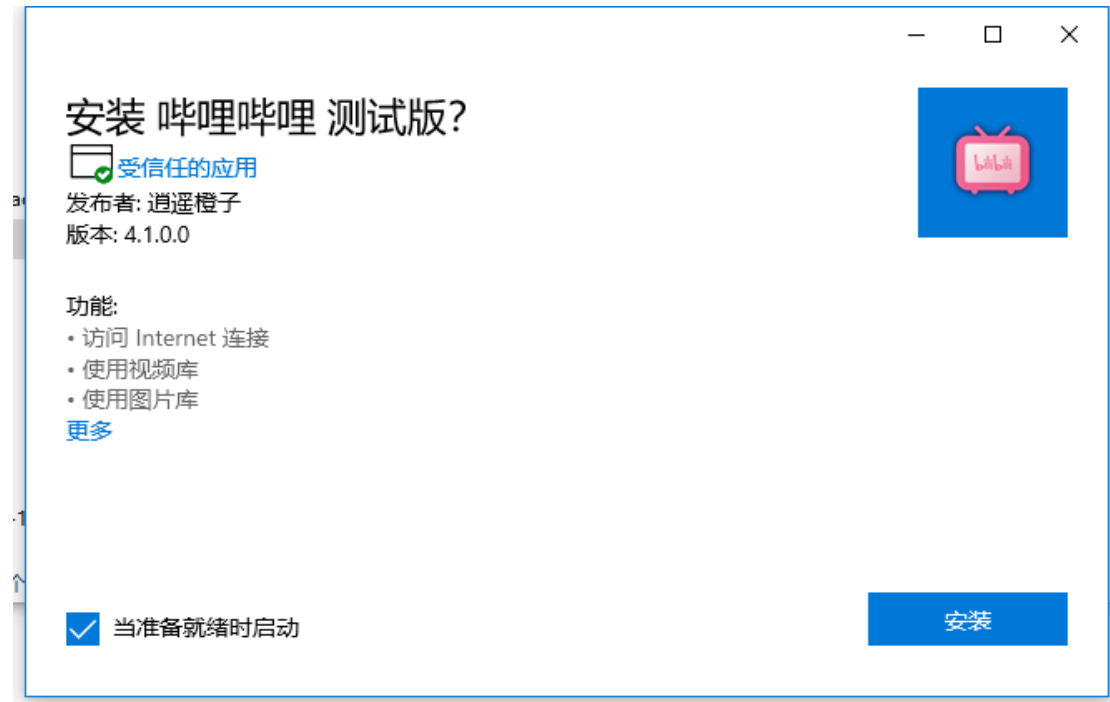 安装 哔哩哔哩 测试版?
受信任的应用
发布者: 逍遥橙子
版本: 4.1.0.0
功能:
• 访问 Internet 连接
• 使用视频库
• 使用图片库
更多
当准备就绪时启动
安装
bilibili